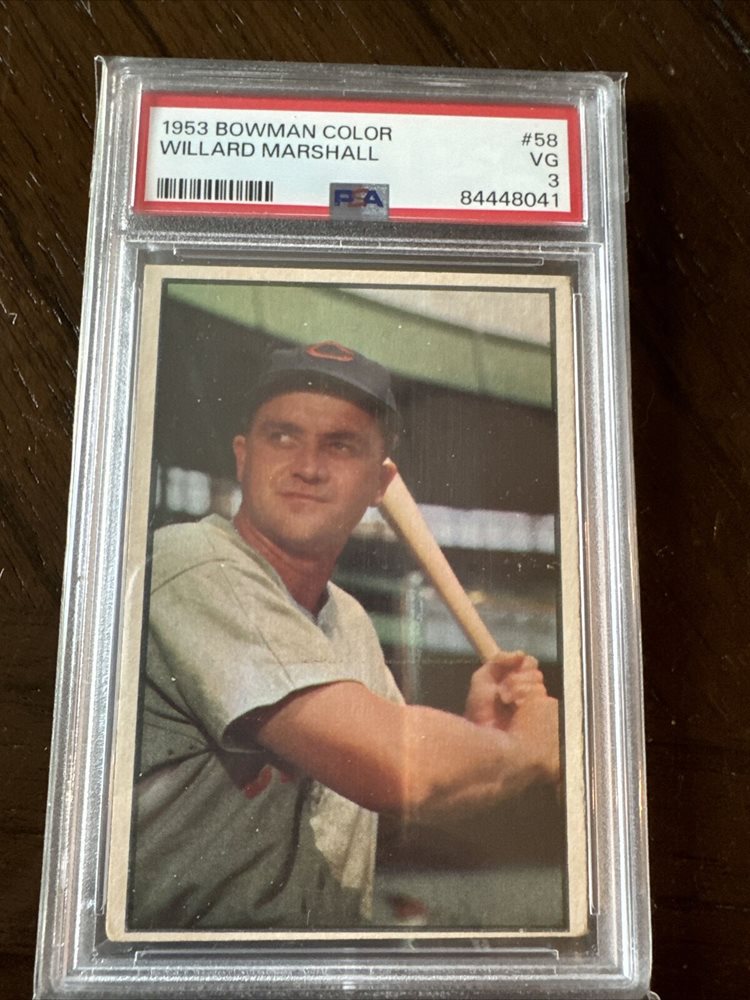 1953 BOWMAN COLOR #58
WILLARD MARSHALL VG
3
PSA 84448041